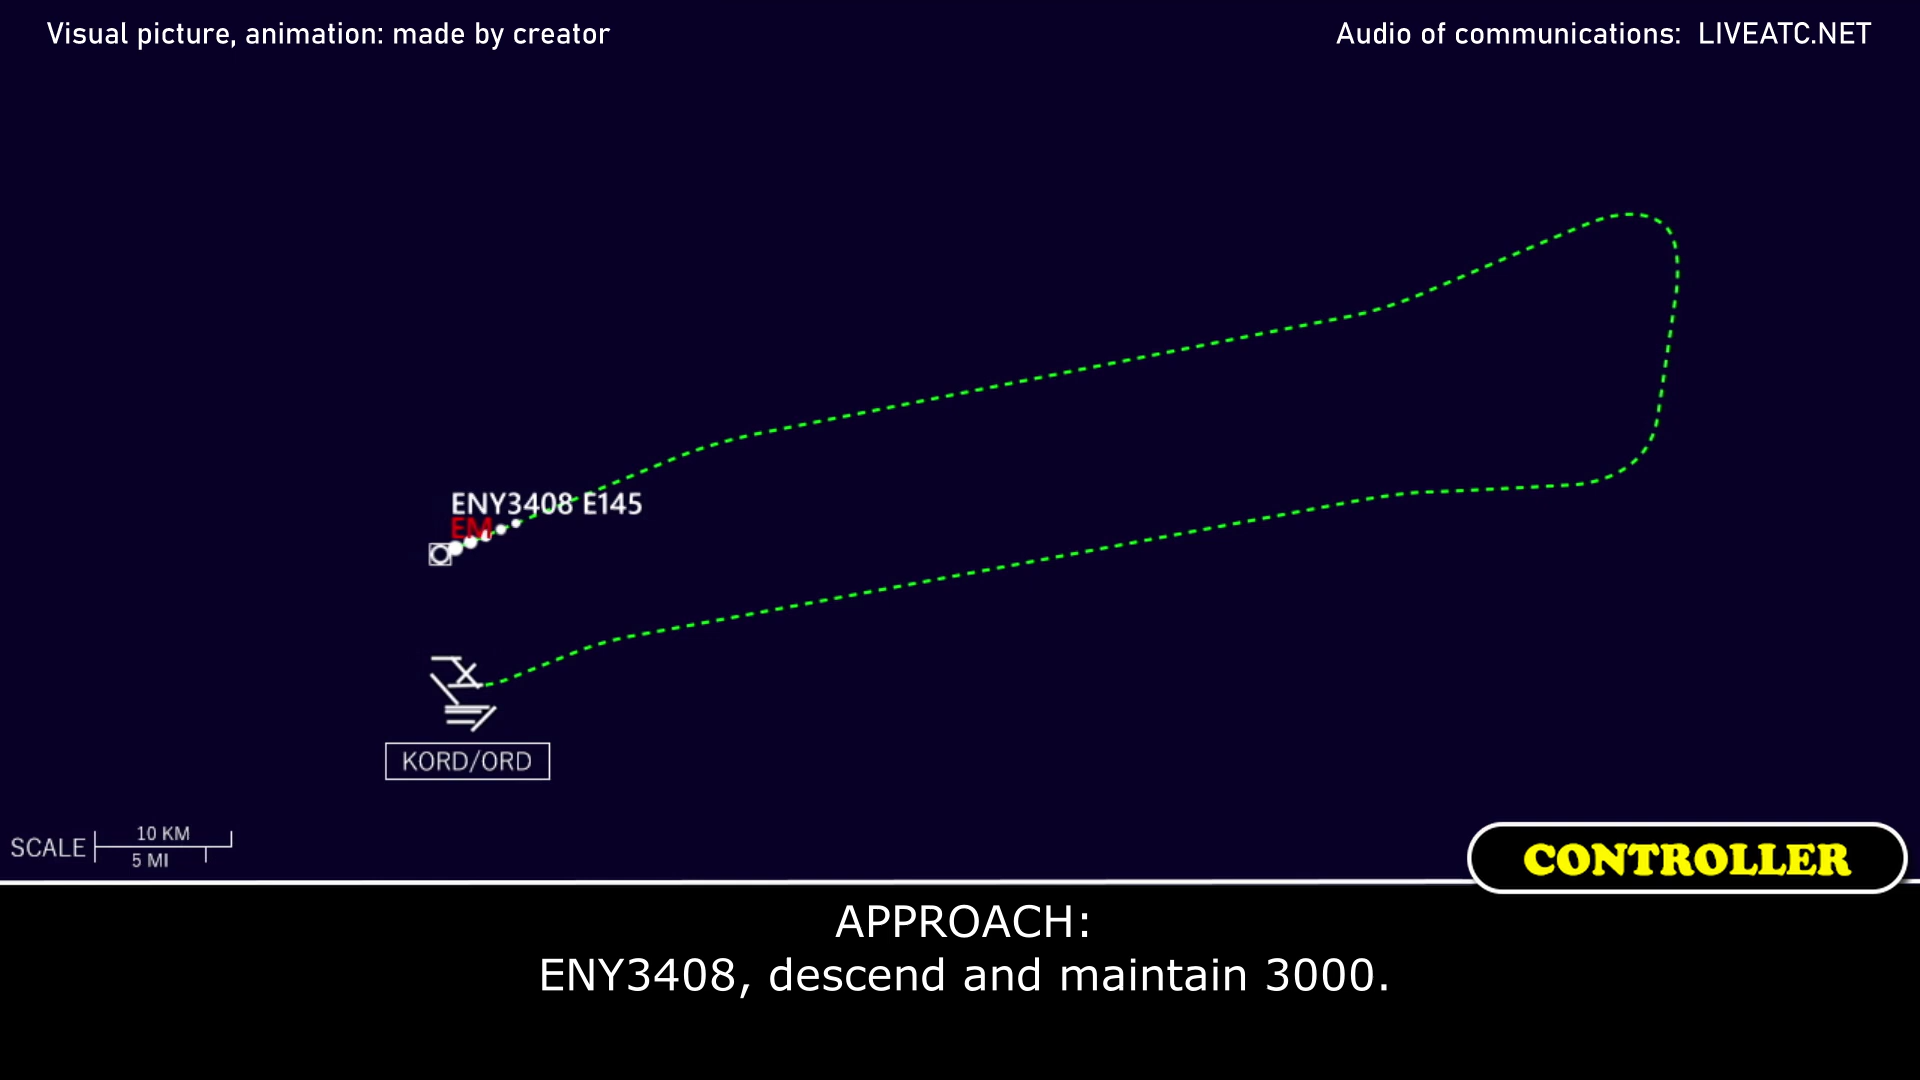 Visual picture, animation: made by creator
Audio of communications: LIVEATC.NET
ENY3408 E145
EM
KORD/ORD
SCALE
10 KM
5 MI
CONTROLLER
APPROACH:
ENY3408, descend and maintain 3000.